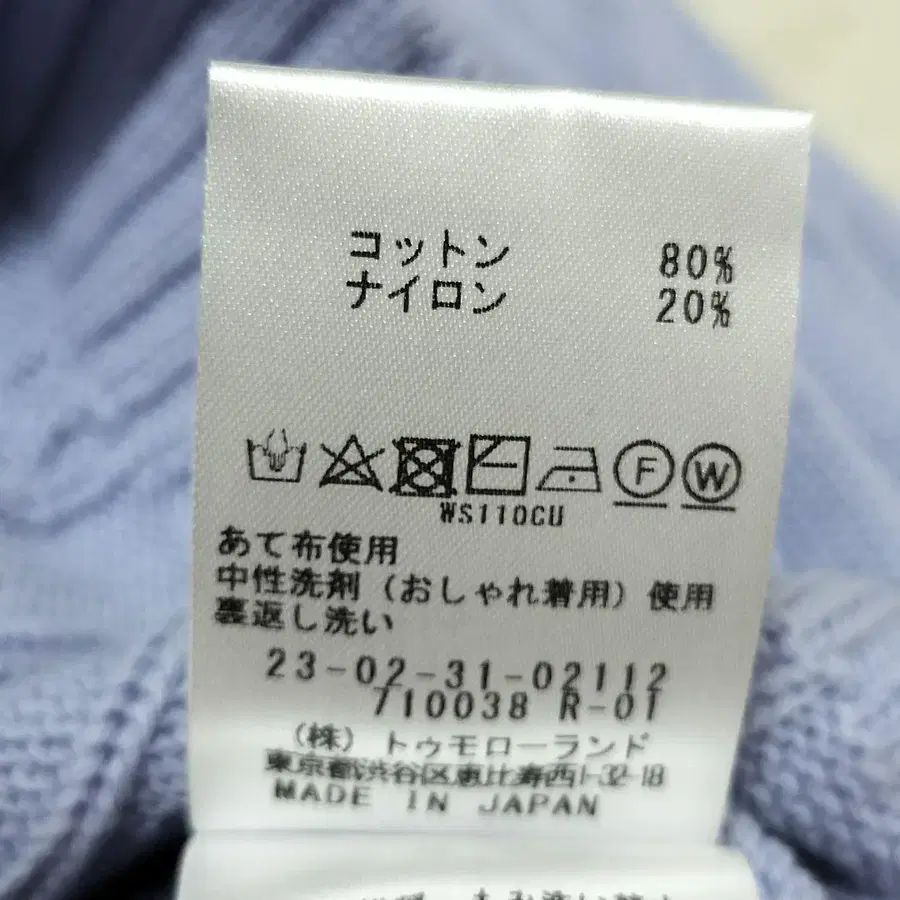 コットン 80%
ナイロン 20%
F W
WS110CU
あて布使用
中性洗剤（おしゃれ着用）使用
裏返し洗い
23-02-31-02112
710038 R-01
（株）トゥモローランド
東京都渋谷区恵比寿西1-32-18
MADE IN JAPAN